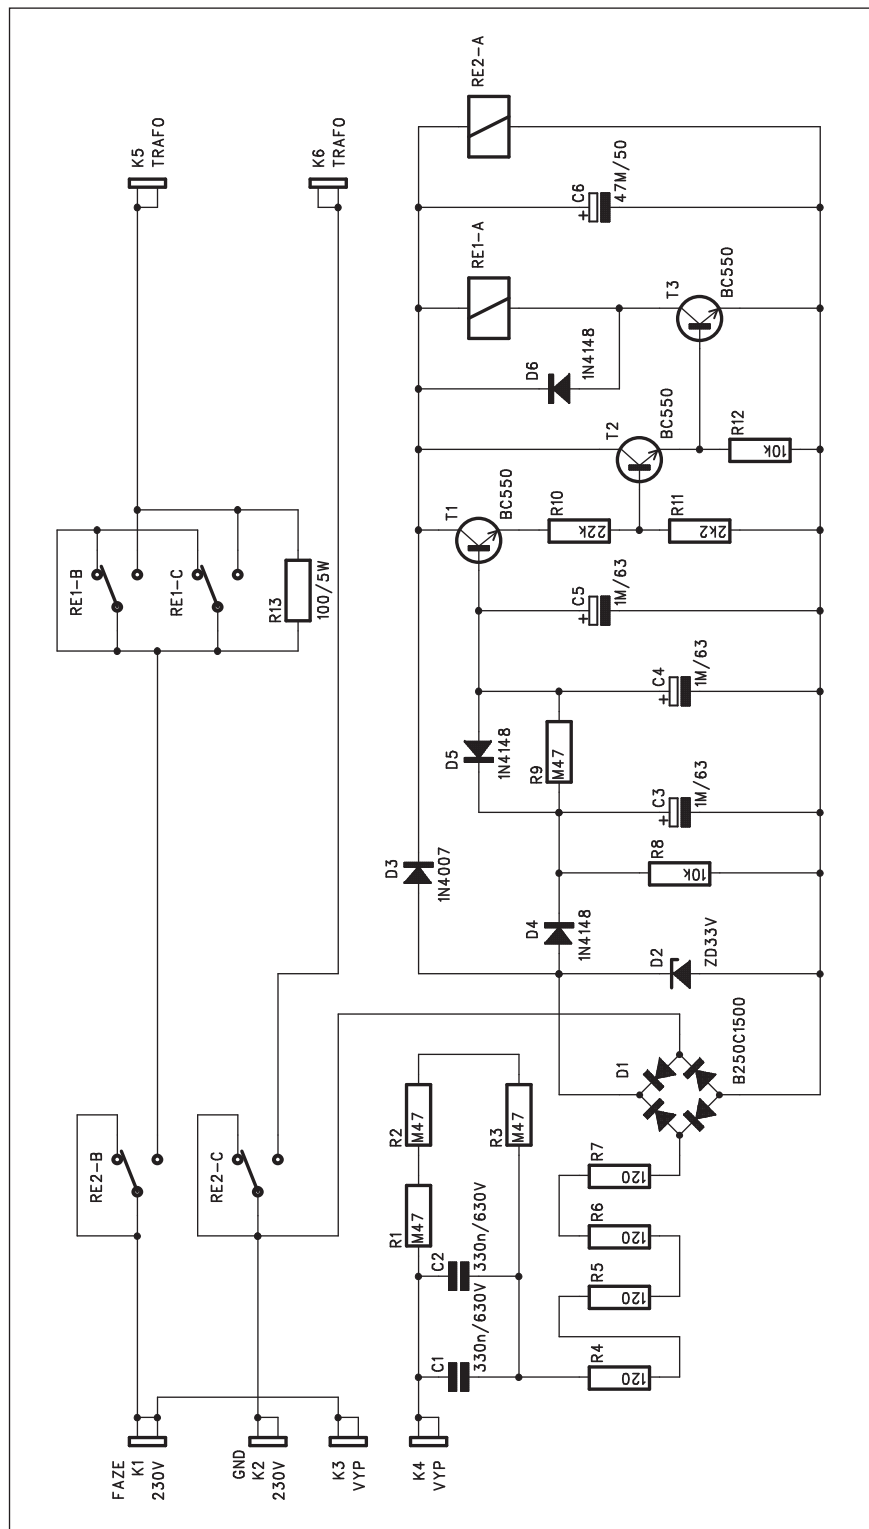 RE2-A
K5
TRAFO
K6
TRAFO
C6
+
47M/50
RE1-A
T3
BC550
D6
1N4148
T2
BC550
R12
10k
T1
BC550
R10
22k
R11
2k2
RE1-B
RE1-C
R13
100/5W
C5
+
1M/63
C4
+
1M/63
D5
1N4148
R9
M47
C3
+
1M/63
D3
1N4007
R8
10k
D4
1N4148
D2
ZD33V
D1
B250C1500
RE2-B
RE2-C
R2
M47
R3
M47
R1
M47
R7
120
R6
120
R5
120
R4
120
C2
330n/630V
C1
330n/630V
FAZE
K1
230V
GND
K2
230V
K3
VYP
K4
VYP